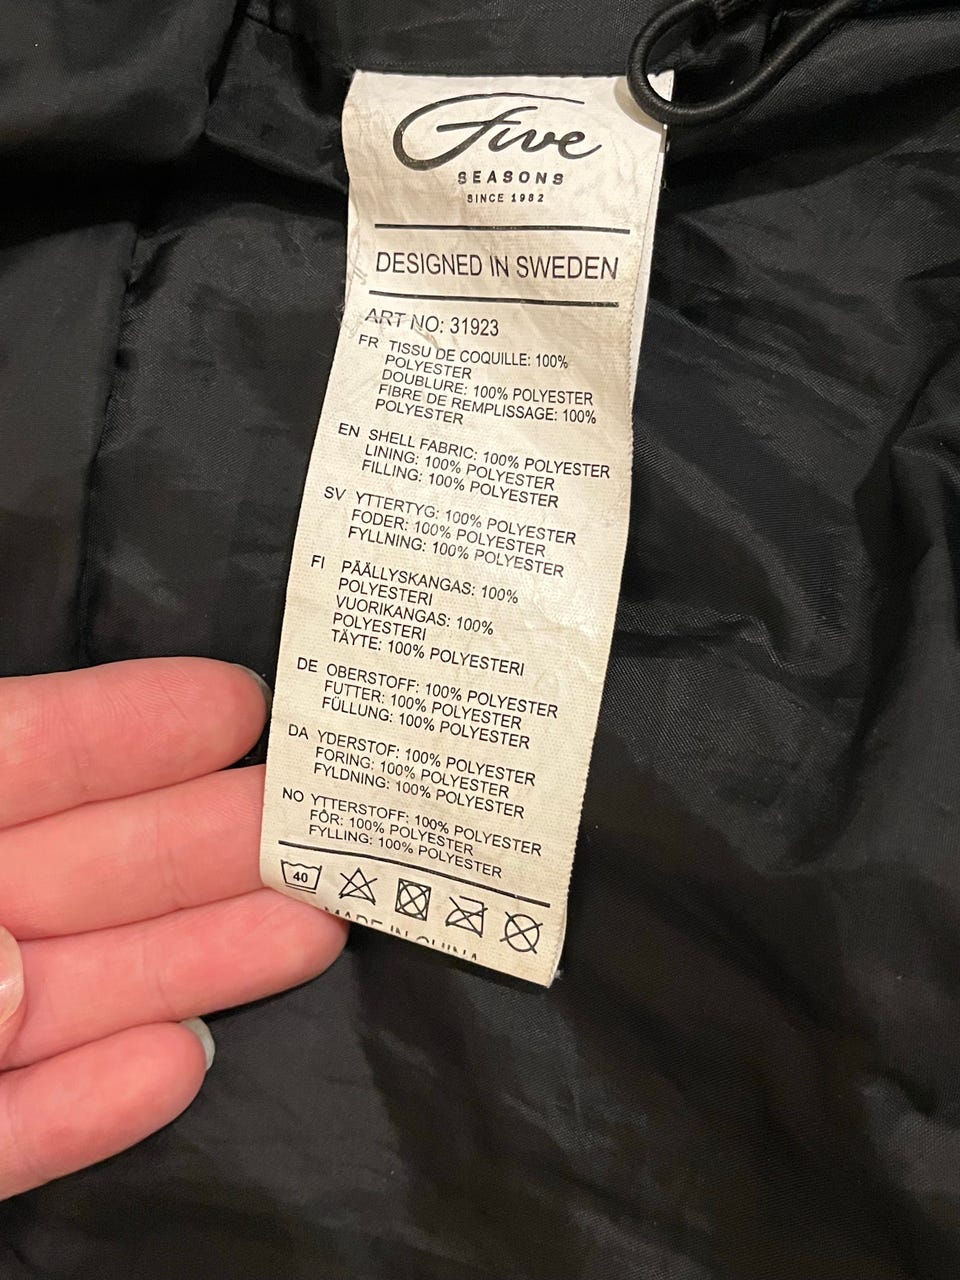 Five
SEASONS
SINCE 1982
DESIGNED IN SWEDEN
ART NO: 31923
FR TISSU DE COQUILLE: 100%
POLYESTER
DOUBLURE: 100% POLYESTER
FIBRE DE REMPLISSAGE: 100%
POLYESTER
EN SHELL FABRIC: 100% POLYESTER
LINING: 100% POLYESTER
FILLING: 100% POLYESTER
SV YTTERTYG: 100% POLYESTER
FODER: 100% POLYESTER
FYLLNING: 100% POLYESTER
FI PÄÄLLYSKANGAS: 100%
POLYESTERI
VUORIKANGAS: 100%
POLYESTERI
TÄYTE: 100% POLYESTERI
DE OBERSTOFF: 100% POLYESTER
FUTTER: 100% POLYESTER
FÜLLUNG: 100% POLYESTER
DA YDERSTOF: 100% POLYESTER
FORING: 100% POLYESTER
FYLDNING: 100% POLYESTER
NO YTTERSTOFF: 100% POLYESTER
FÔR: 100% POLYESTER
FYLLING: 100% POLYESTER
40
MADE IN CHINA